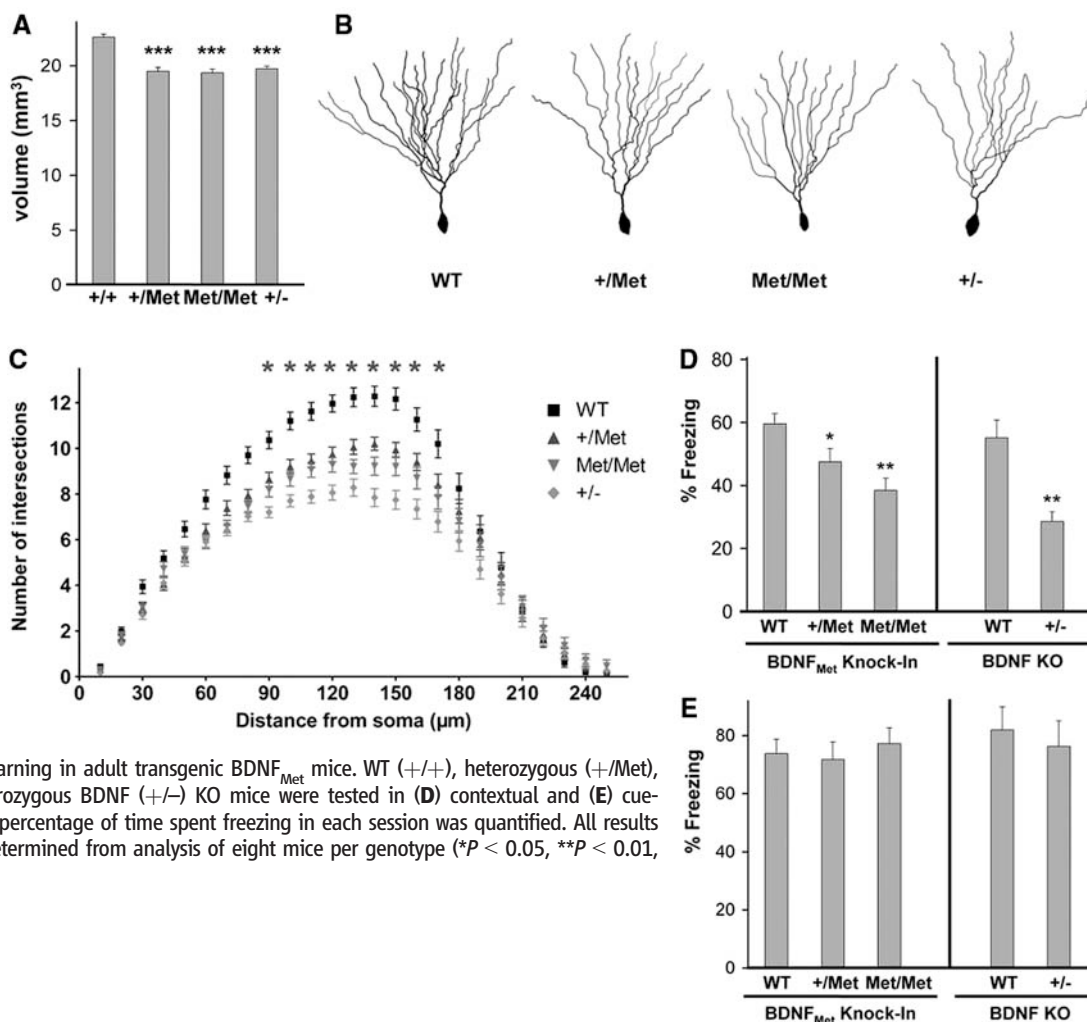 A
volume (mm³)
20
15
10
5
0
***
***
***
+/+
+/Met
Met/Met
+/-
B
WT
+/Met
Met/Met
+/-
C
Number of intersections
12
10
8
6
4
2
0
* * * * * * * * *
WT
+/Met
Met/Met
+/-
0 30 60 90 120 150 180 210 240
Distance from soma (µm)
D
% Freezing
80
60
40
20
0
*
**
**
WT +/Met Met/Met WT +/-
BDNF_Met Knock-In BDNF KO
E
% Freezing
80
60
40
20
0
WT +/Met Met/Met WT +/-
BDNF_Met Knock-In BDNF KO
arning in adult transgenic BDNF_Met mice. WT (+/+), heterozygous (+/Met),
rozygous BDNF (+/–) KO mice were tested in (D) contextual and (E) cue-
percentage of time spent freezing in each session was quantified. All results
etermined from analysis of eight mice per genotype (*P < 0.05, **P < 0.01,